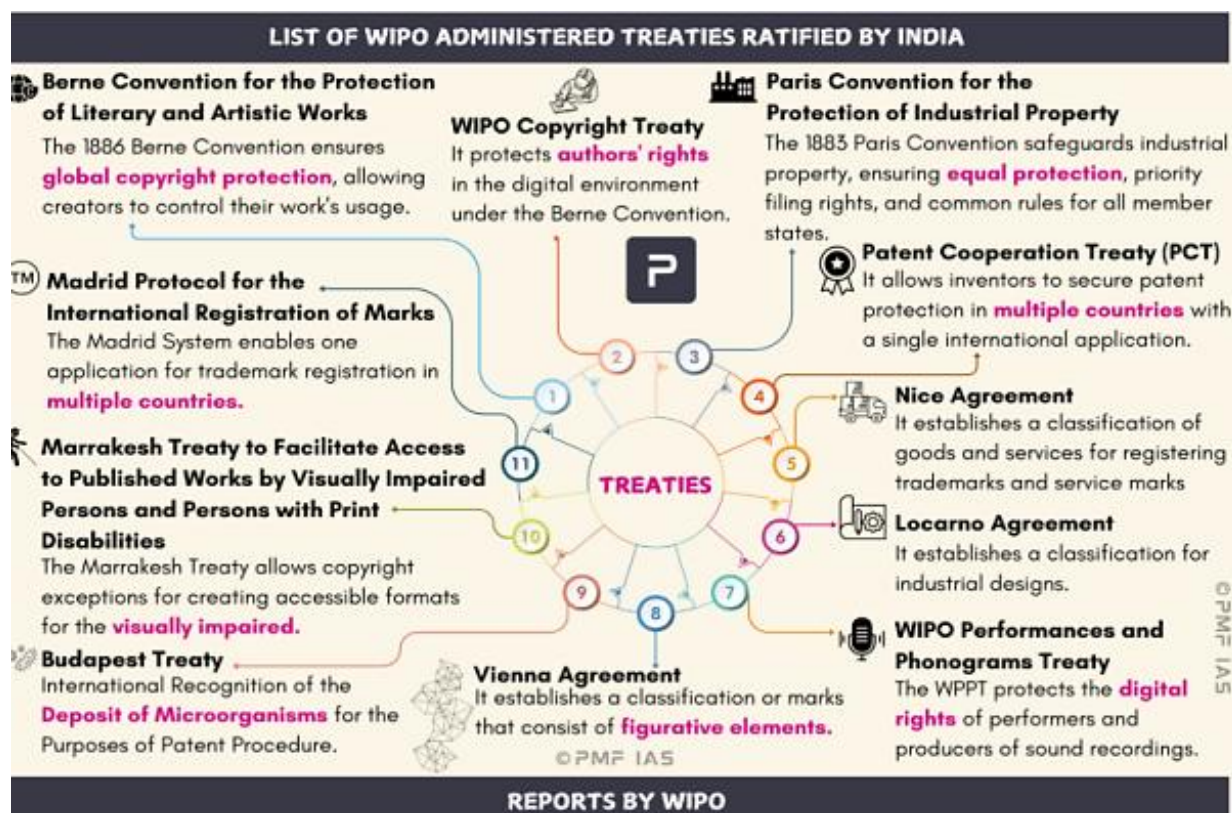 LIST OF WIPO ADMINISTERED TREATIES RATIFIED BY INDIA
Berne Convention for the Protection
of Literary and Artistic Works
The 1886 Berne Convention ensures
global copyright protection, allowing
creators to control their work's usage.
WIPO Copyright Treaty
It protects authors' rights
in the digital environment
under the Berne Convention.
Paris Convention for the
Protection of Industrial Property
The 1883 Paris Convention safeguards industrial
property, ensuring equal protection, priority
filing rights, and common rules for all member
states.
Patent Cooperation Treaty (PCT)
It allows inventors to secure patent
protection in multiple countries with
a single international application.
TM
Madrid Protocol for the
International Registration of Marks
The Madrid System enables one
application for trademark registration in
multiple countries.
P
Nice Agreement
It establishes a classification of
goods and services for registering
trademarks and service marks
Marrakesh Treaty to Facilitate Access
to Published Works by Visually Impaired
Persons and Persons with Print
Disabilities
The Marrakesh Treaty allows copyright
exceptions for creating accessible formats
for the visually impaired.
TREATIES
1
2
3
4
5
6
7
8
9
10
11
Locarno Agreement
It establishes a classification for
industrial designs.
WIPO Performances and
Phonograms Treaty
The WPPT protects the digital
rights of performers and
producers of sound recordings.
Budapest Treaty
International Recognition of the
Deposit of Microorganisms for the
Purposes of Patent Procedure.
Vienna Agreement
It establishes a classification or marks
that consist of figurative elements.
©PMF IAS
©PMF IAS
REPORTS BY WIPO